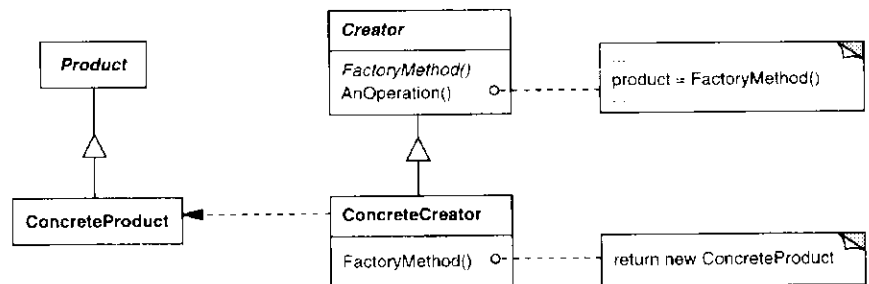 Creator
Product
FactoryMethod()
AnOperation()
...
product = FactoryMethod()
...
ConcreteProduct
ConcreteCreator
FactoryMethod()
return new ConcreteProduct